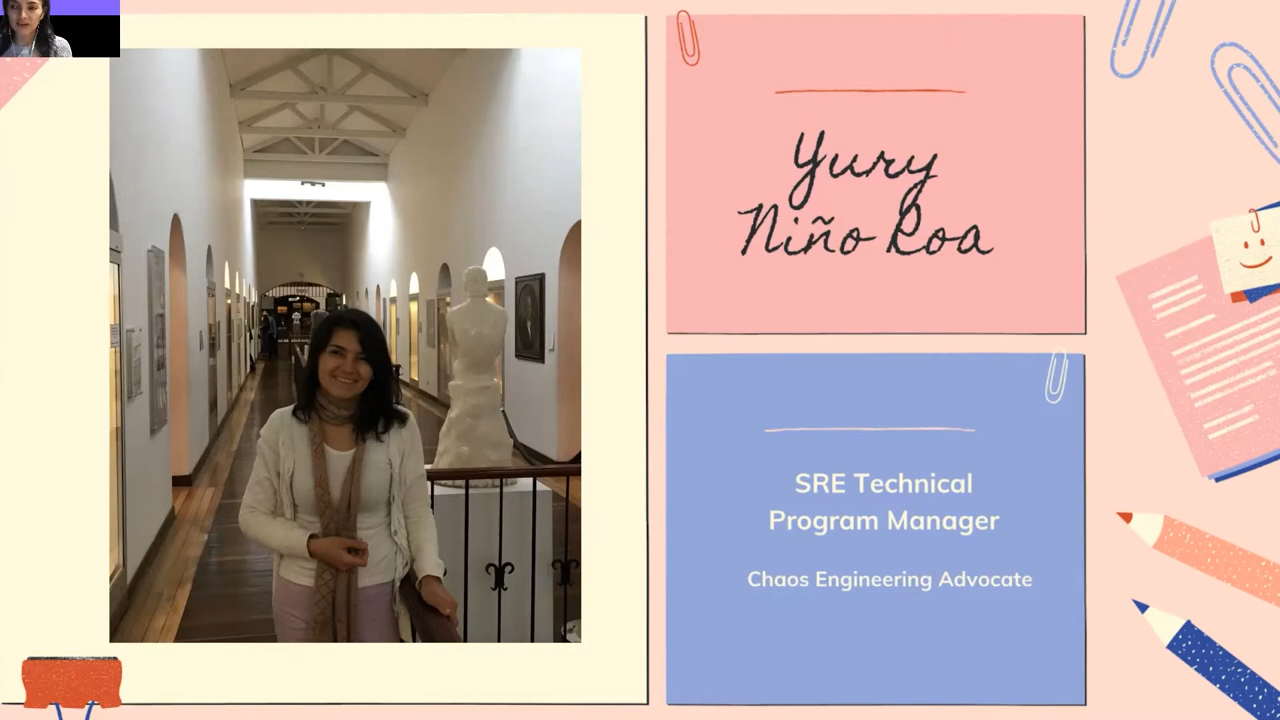 Yury
Niño Roa
SRE Technical
Program Manager
Chaos Engineering Advocate